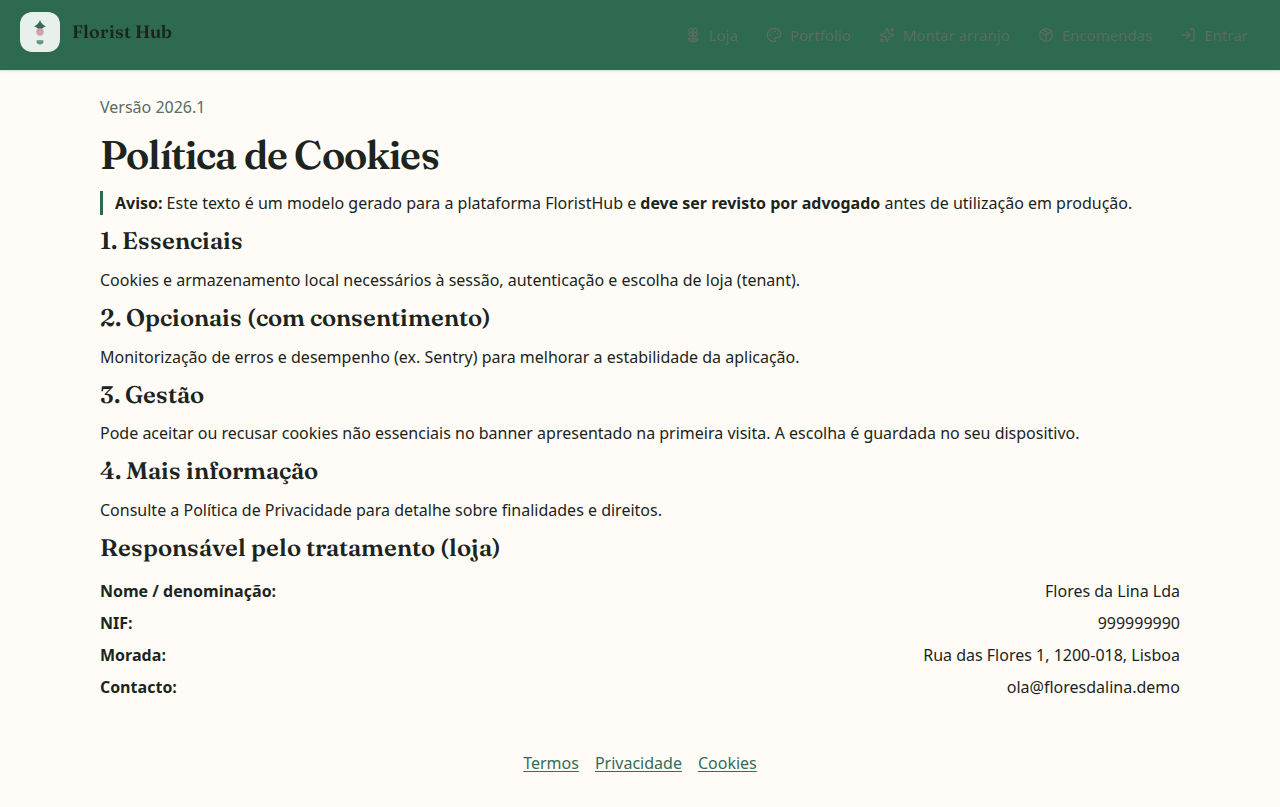 Florist Hub
Loja
Portfolio
Montar arranjo
Encomendas
Entrar
Versão 2026.1
Política de Cookies
Aviso: Este texto é um modelo gerado para a plataforma FloristHub e deve ser revisto por advogado antes de utilização em produção.
1. Essenciais
Cookies e armazenamento local necessários à sessão, autenticação e escolha de loja (tenant).
2. Opcionais (com consentimento)
Monitorização de erros e desempenho (ex. Sentry) para melhorar a estabilidade da aplicação.
3. Gestão
Pode aceitar ou recusar cookies não essenciais no banner apresentado na primeira visita. A escolha é guardada no seu dispositivo.
4. Mais informação
Consulte a Política de Privacidade para detalhe sobre finalidades e direitos.
Responsável pelo tratamento (loja)
Nome / denominação: Flores da Lina Lda
NIF: 999999990
Morada: Rua das Flores 1, 1200-018, Lisboa
Contacto: ola@floresdalina.demo
Termos Privacidade Cookies